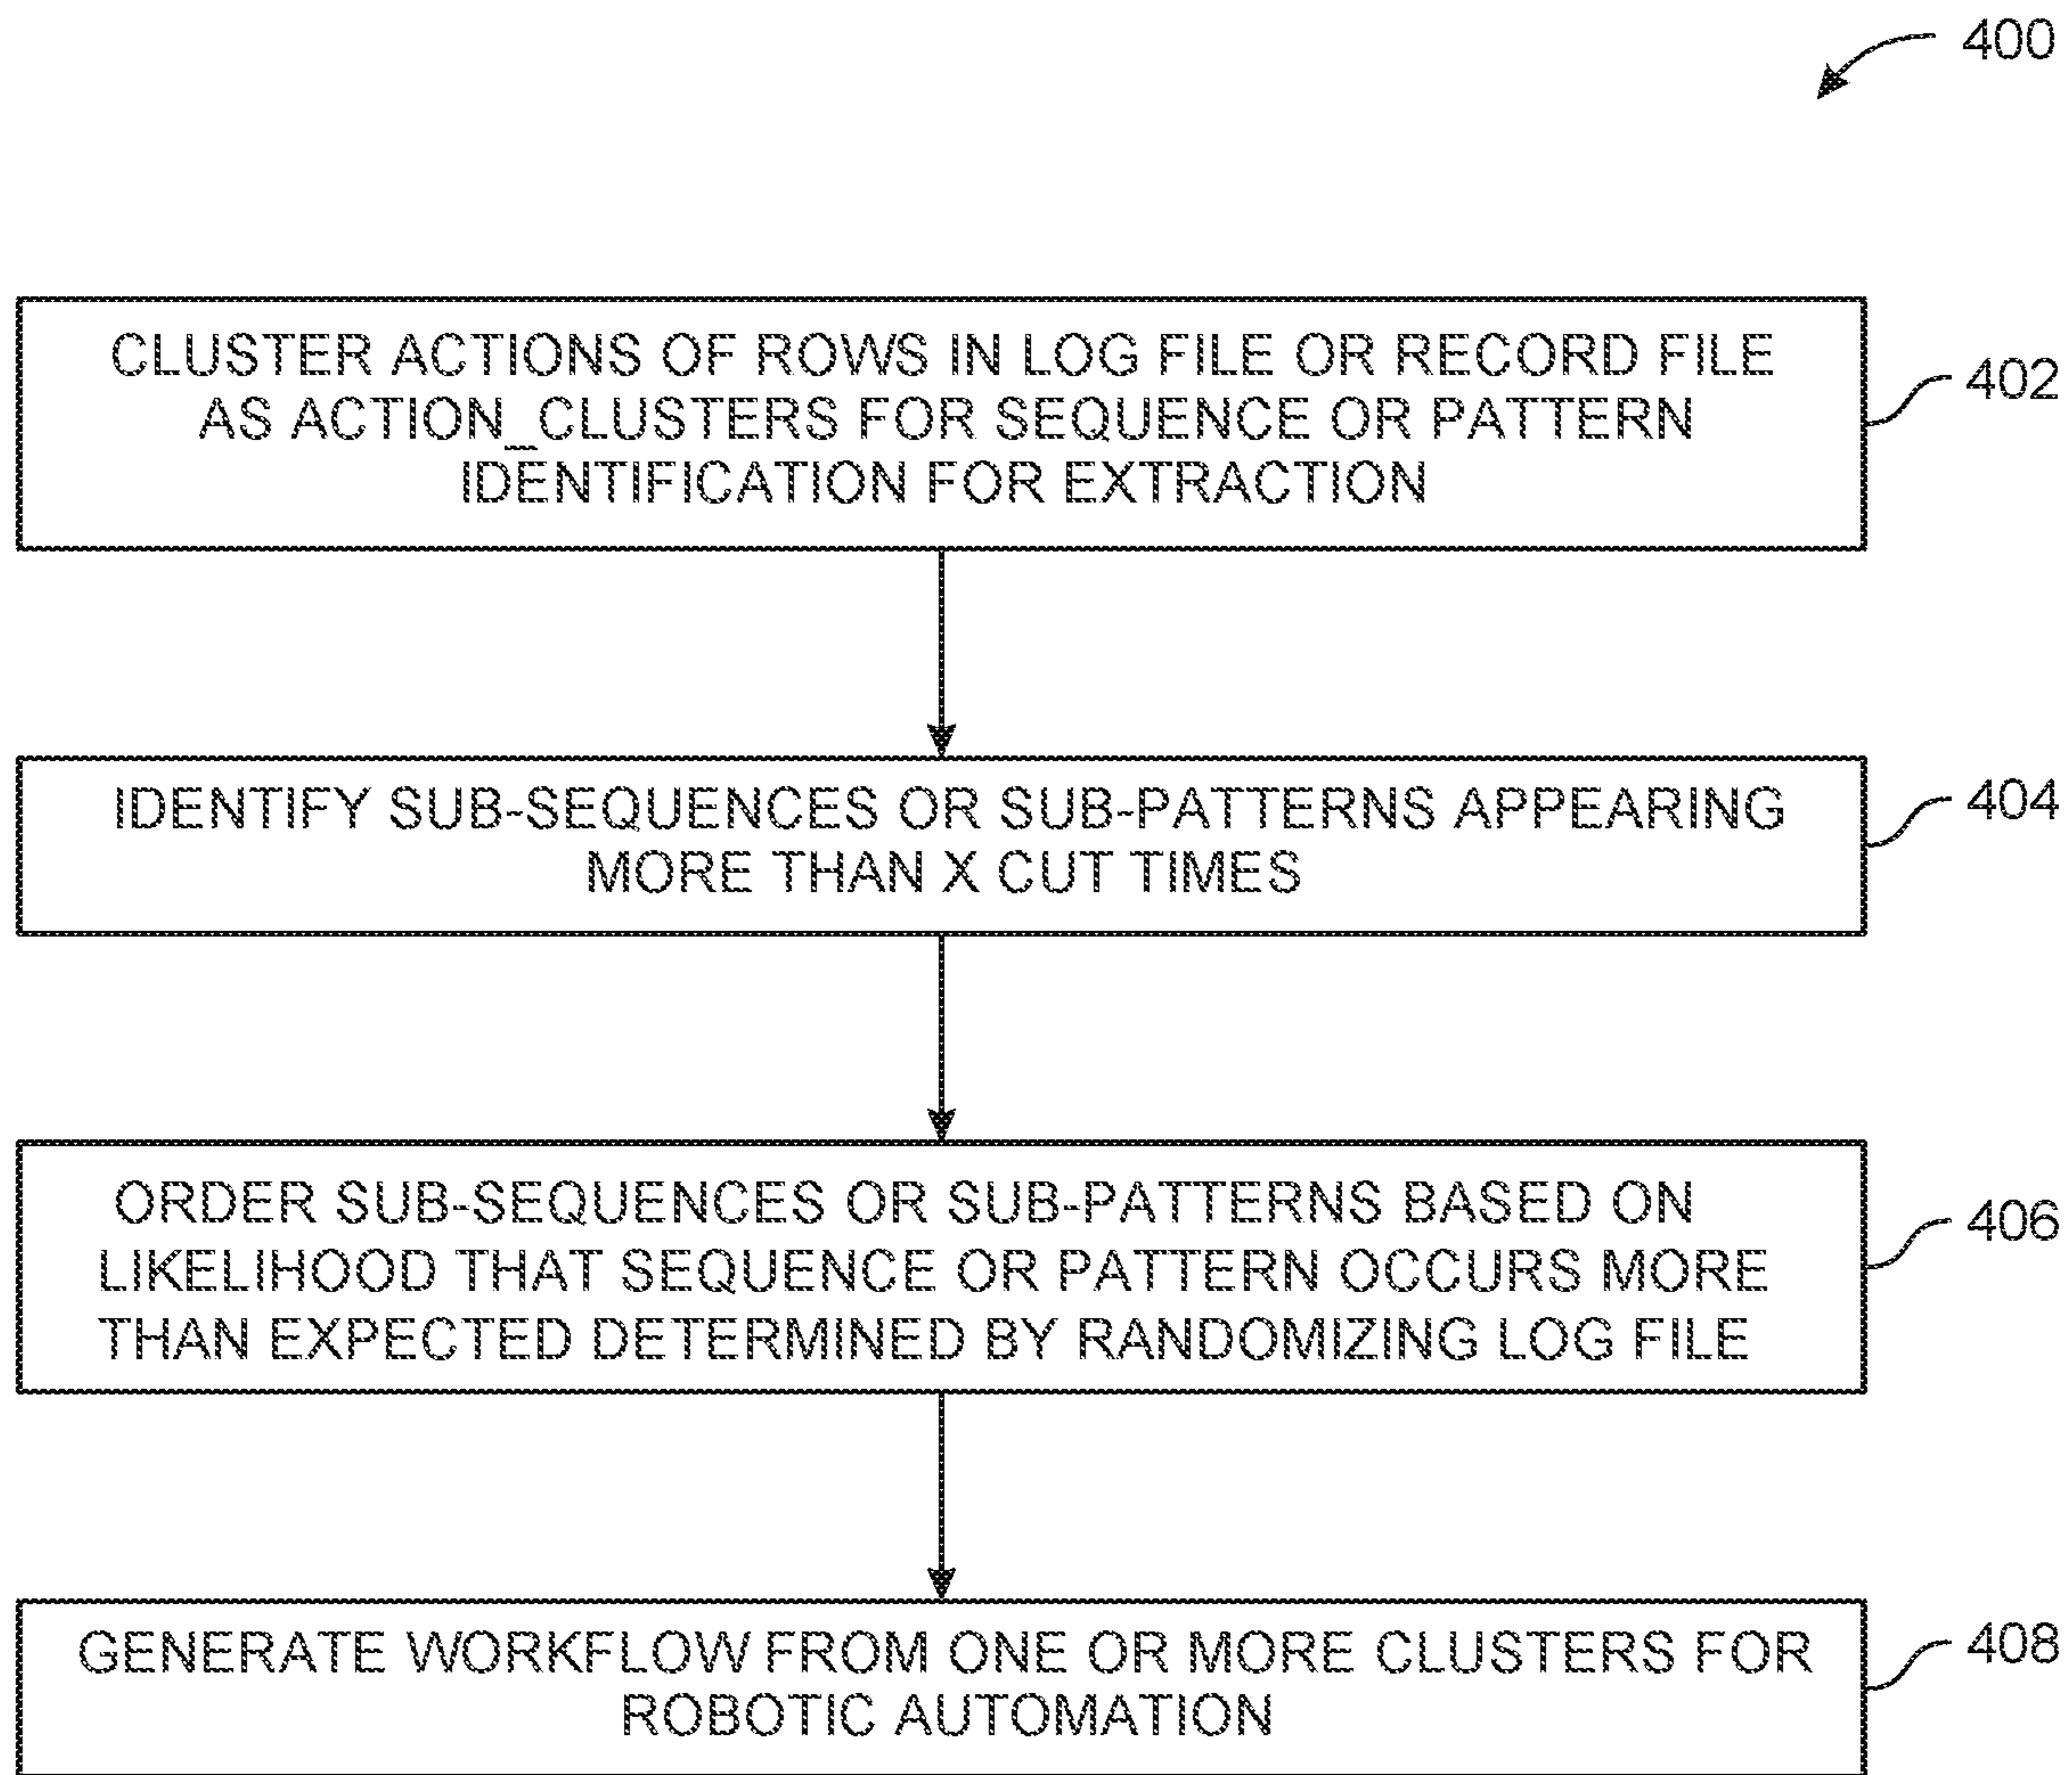 400
CLUSTER ACTIONS OF ROWS IN LOG FILE OR RECORD FILE
AS ACTION_CLUSTERS FOR SEQUENCE OR PATTERN
IDENTIFICATION FOR EXTRACTION
402
IDENTIFY SUB-SEQUENCES OR SUB-PATTERNS APPEARING
MORE THAN X CUT TIMES
404
ORDER SUB-SEQUENCES OR SUB-PATTERNS BASED ON
LIKELIHOOD THAT SEQUENCE OR PATTERN OCCURS MORE
THAN EXPECTED DETERMINED BY RANDOMIZING LOG FILE
406
GENERATE WORKFLOW FROM ONE OR MORE CLUSTERS FOR
ROBOTIC AUTOMATION
408